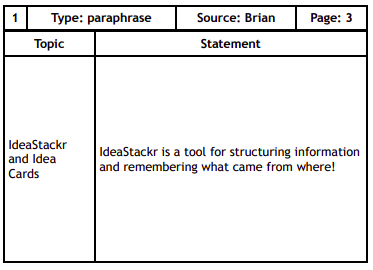 1 Type: paraphrase Source: Brian Page: 3
Topic Statement
IdeaStackr
and Idea
Cards
IdeaStackr is a tool for structuring information
and remembering what came from where!